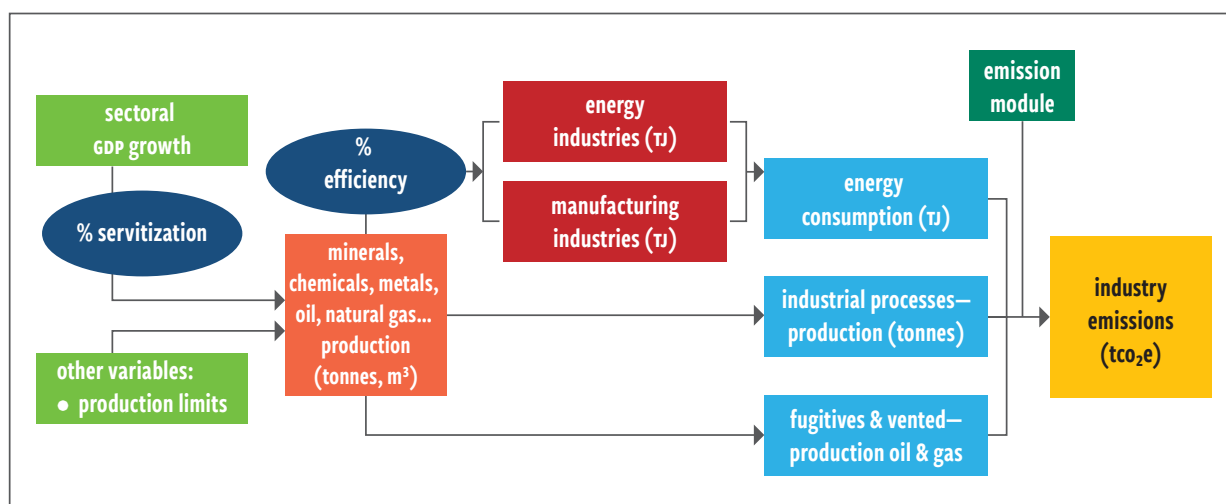 sectoral
GDP growth
% servitization
other variables:
● production limits
%
efficiency
minerals,
chemicals, metals,
oil, natural gas...
production
(tonnes, m³)
energy
industries (TJ)
manufacturing
industries (TJ)
energy
consumption (TJ)
industrial processes—
production (tonnes)
fugitives & vented—
production oil & gas
emission
module
industry
emissions
(tco₂e)